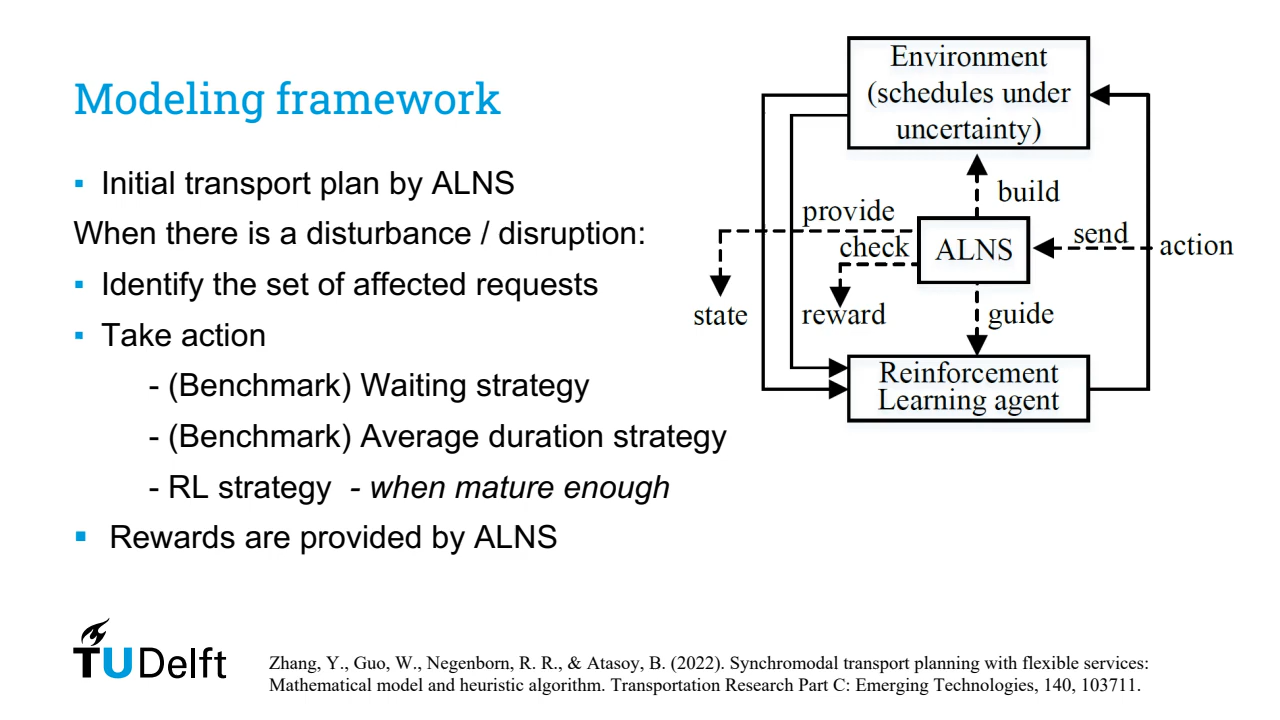 Modeling framework
▪ Initial transport plan by ALNS
When there is a disturbance / disruption:
▪ Identify the set of affected requests
▪ Take action
- (Benchmark) Waiting strategy
- (Benchmark) Average duration strategy
- RL strategy - when mature enough
▪ Rewards are provided by ALNS
Environment
(schedules under
uncertainty)
build
provide
check
ALNS
send
action
state
reward
guide
Reinforcement
Learning agent
TUDelft
Zhang, Y., Guo, W., Negenborn, R. R., & Atasoy, B. (2022). Synchromodal transport planning with flexible services:
Mathematical model and heuristic algorithm. Transportation Research Part C: Emerging Technologies, 140, 103711.